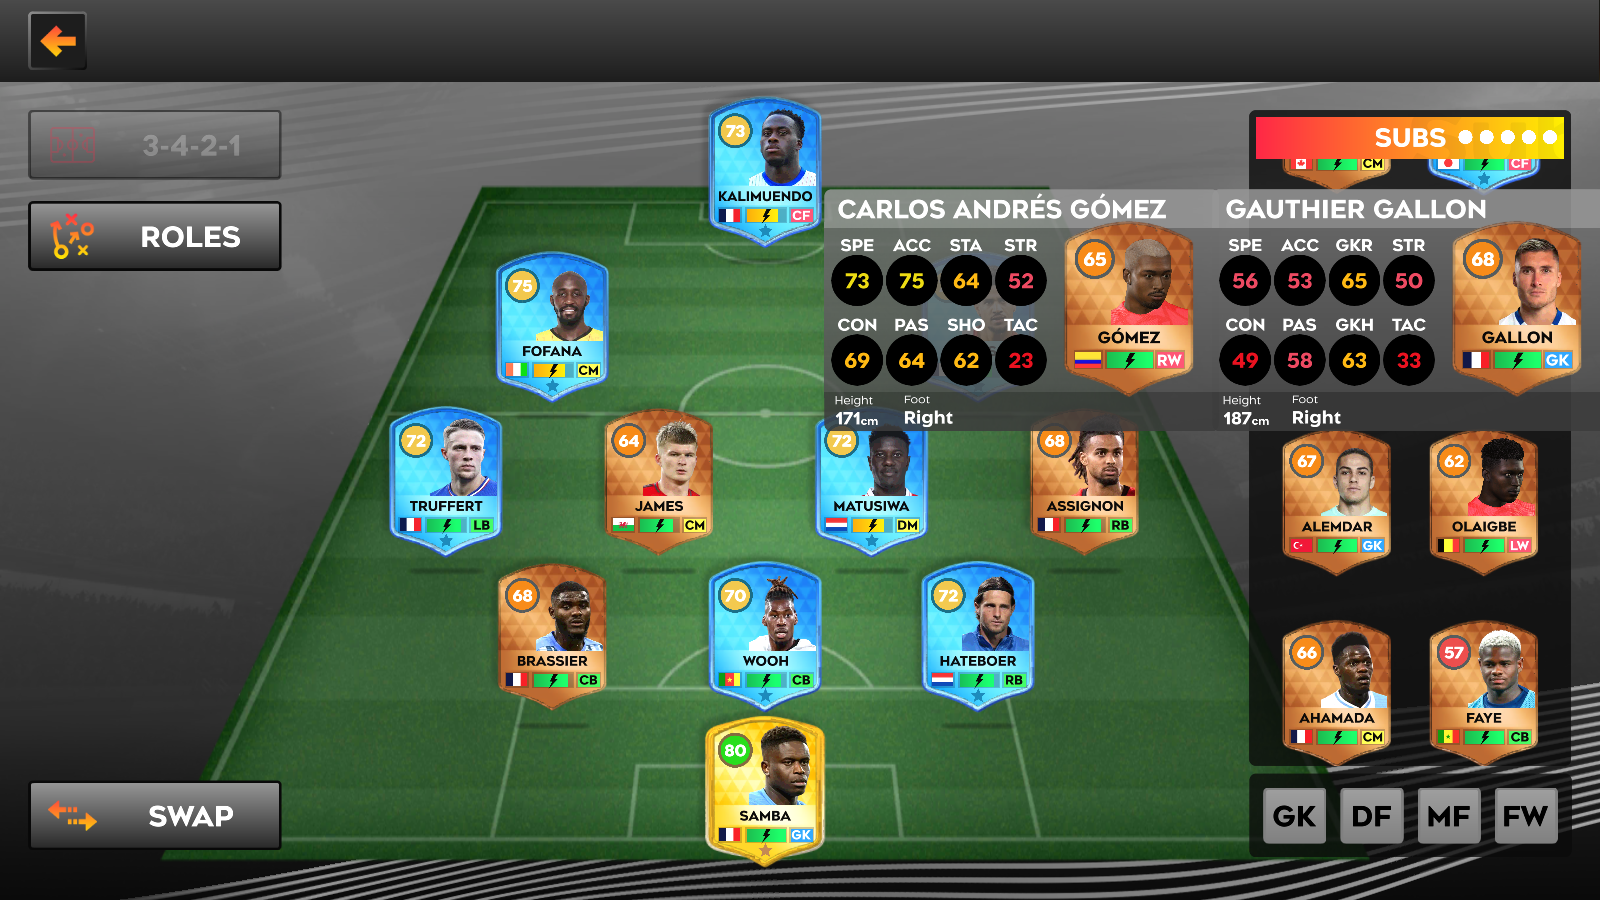 3-4-2-1
ROLES
SWAP
SUBS
CM
CF
73
KALIMUENDO
CF
75
FOFANA
CM
CARLOS ANDRÉS GÓMEZ
SPE ACC STA STR
73 75 64 52
CON PAS SHO TAC
69 64 62 23
Height Foot
171cm Right
65
GÓMEZ
RW
GAUTHIER GALLON
SPE ACC GKR STR
56 53 65 50
CON PAS GKH TAC
49 58 63 33
Height Foot
187cm Right
68
GALLON
GK
72
TRUFFERT
LB
64
JAMES
CM
72
MATUSIWA
DM
68
ASSIGNON
RB
67
ALEMDAR
GK
62
OLAIGBE
LW
68
BRASSIER
CB
70
WOOH
CB
72
HATEBOER
RB
66
AHAMADA
CM
57
FAYE
CB
80
SAMBA
GK
GK DF MF FW